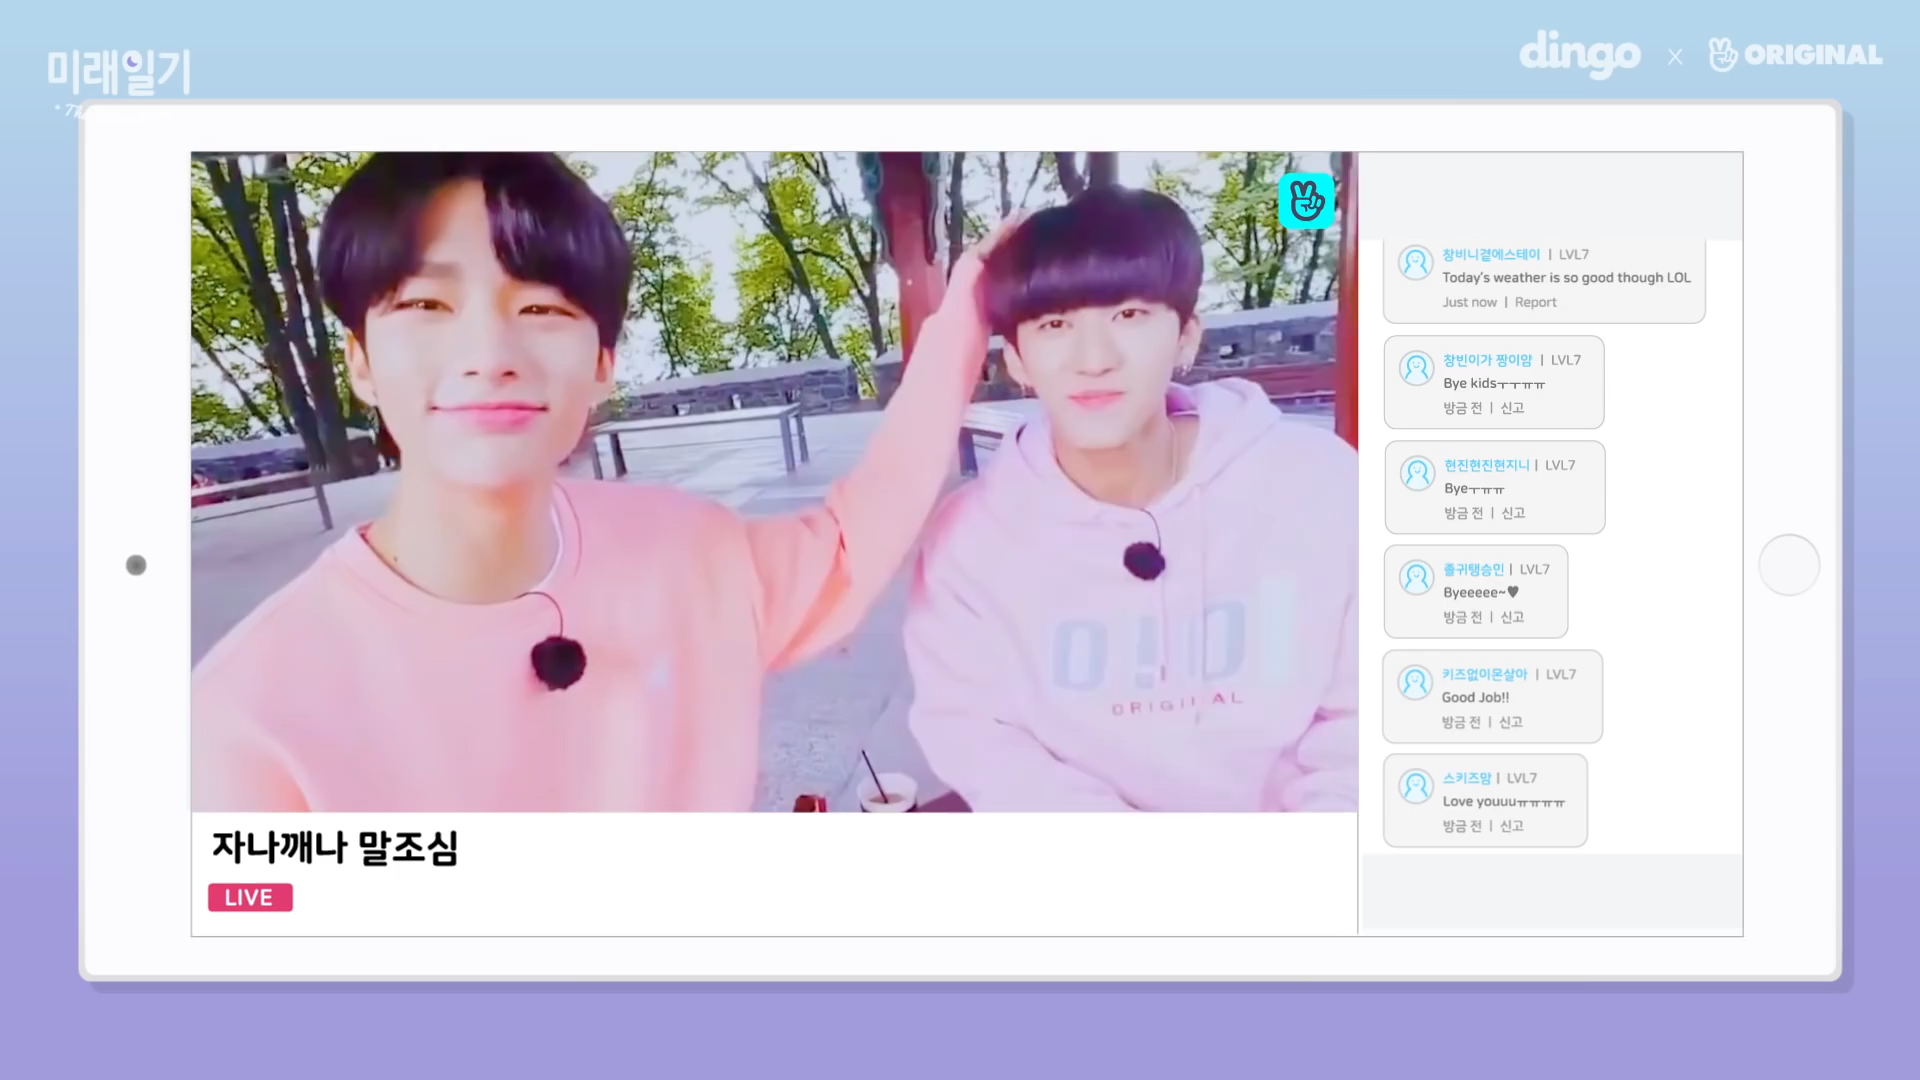 미래일기
dingo x ORIGINAL
ORIGINAL
자나깨나 말조심
LIVE
창비니곁에스테이 | LVL7
Today's weather is so good though LOL
Just now | Report
창빈이가 짱이얌 | LVL7
Bye kidsㅜㅜㅠㅠ
방금 전 | 신고
현진현진현지니 | LVL7
Byeㅜㅠㅠ
방금 전 | 신고
졸귀탱승민 | LVL7
Byeeeee~♥
방금 전 | 신고
키즈없이몬살아 | LVL7
Good Job!!
방금 전 | 신고
스키즈맘 | LVL7
Love youuuㅠㅠㅠㅠ
방금 전 | 신고